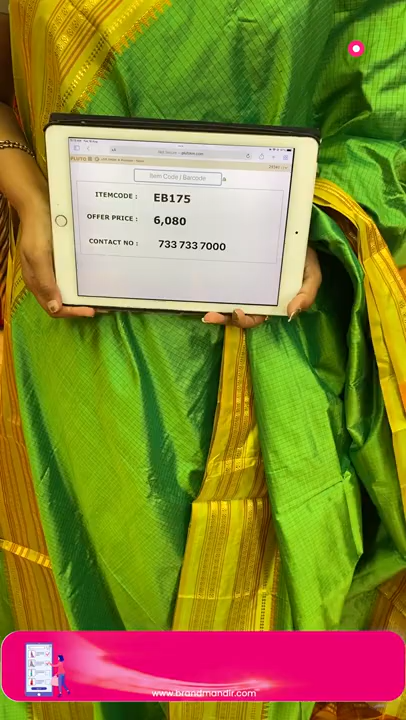 Item Code / Barcode
ITEMCODE : EB175
OFFER PRICE : 6,080
CONTACT NO : 733 733 7000
www.brandmandir.com